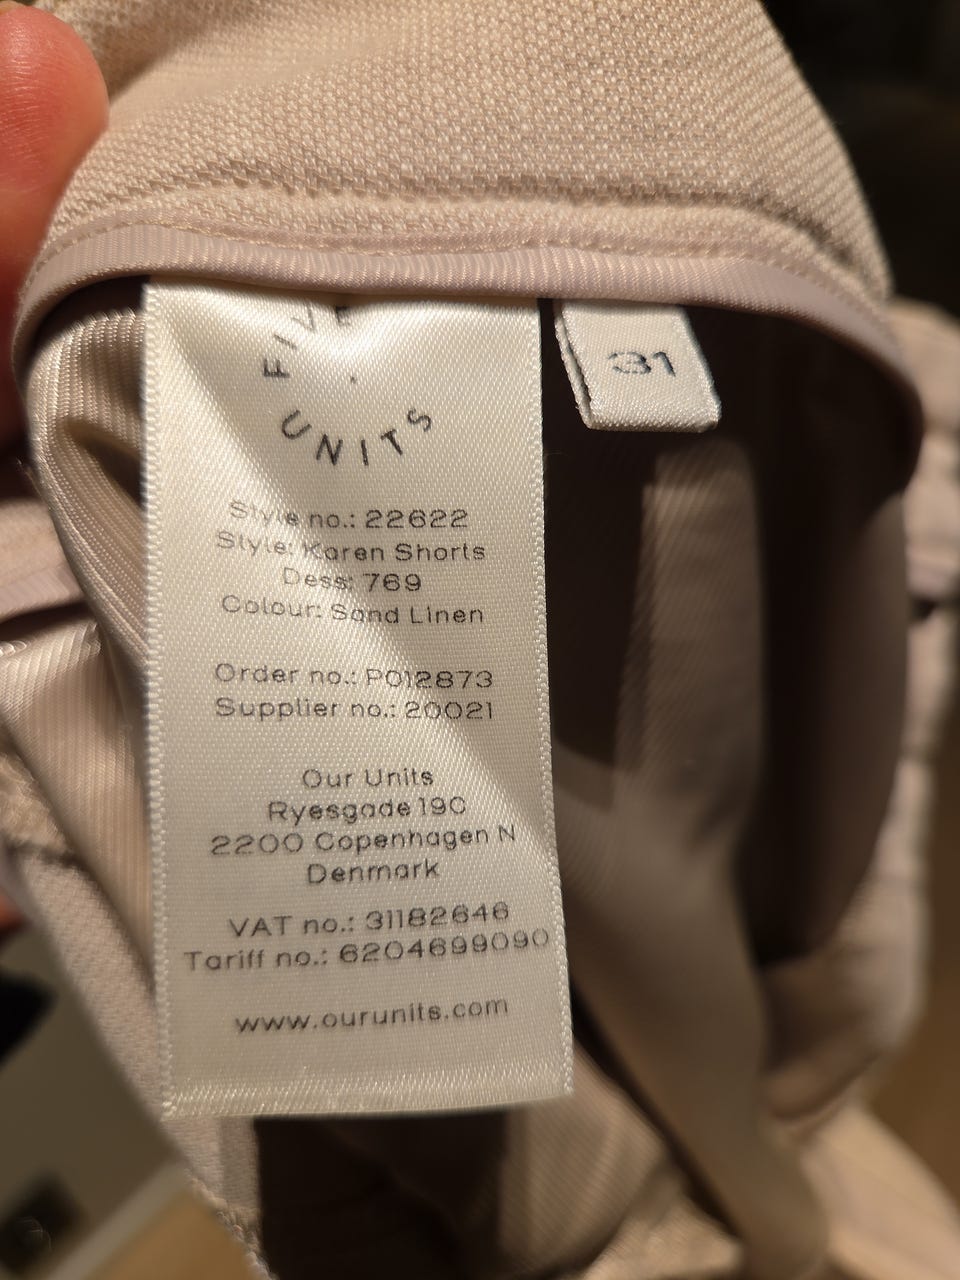 UNITS
31
Style no.: 22622
Style: Karen Shorts
Dess: 769
Colour: Sand Linen
Order no.: P012873
Supplier no.: 20021
Our Units
Ryesgade 19C
2200 Copenhagen N
Denmark
VAT no.: 31182646
Tariff no.: 6204699090
www.ourunits.com